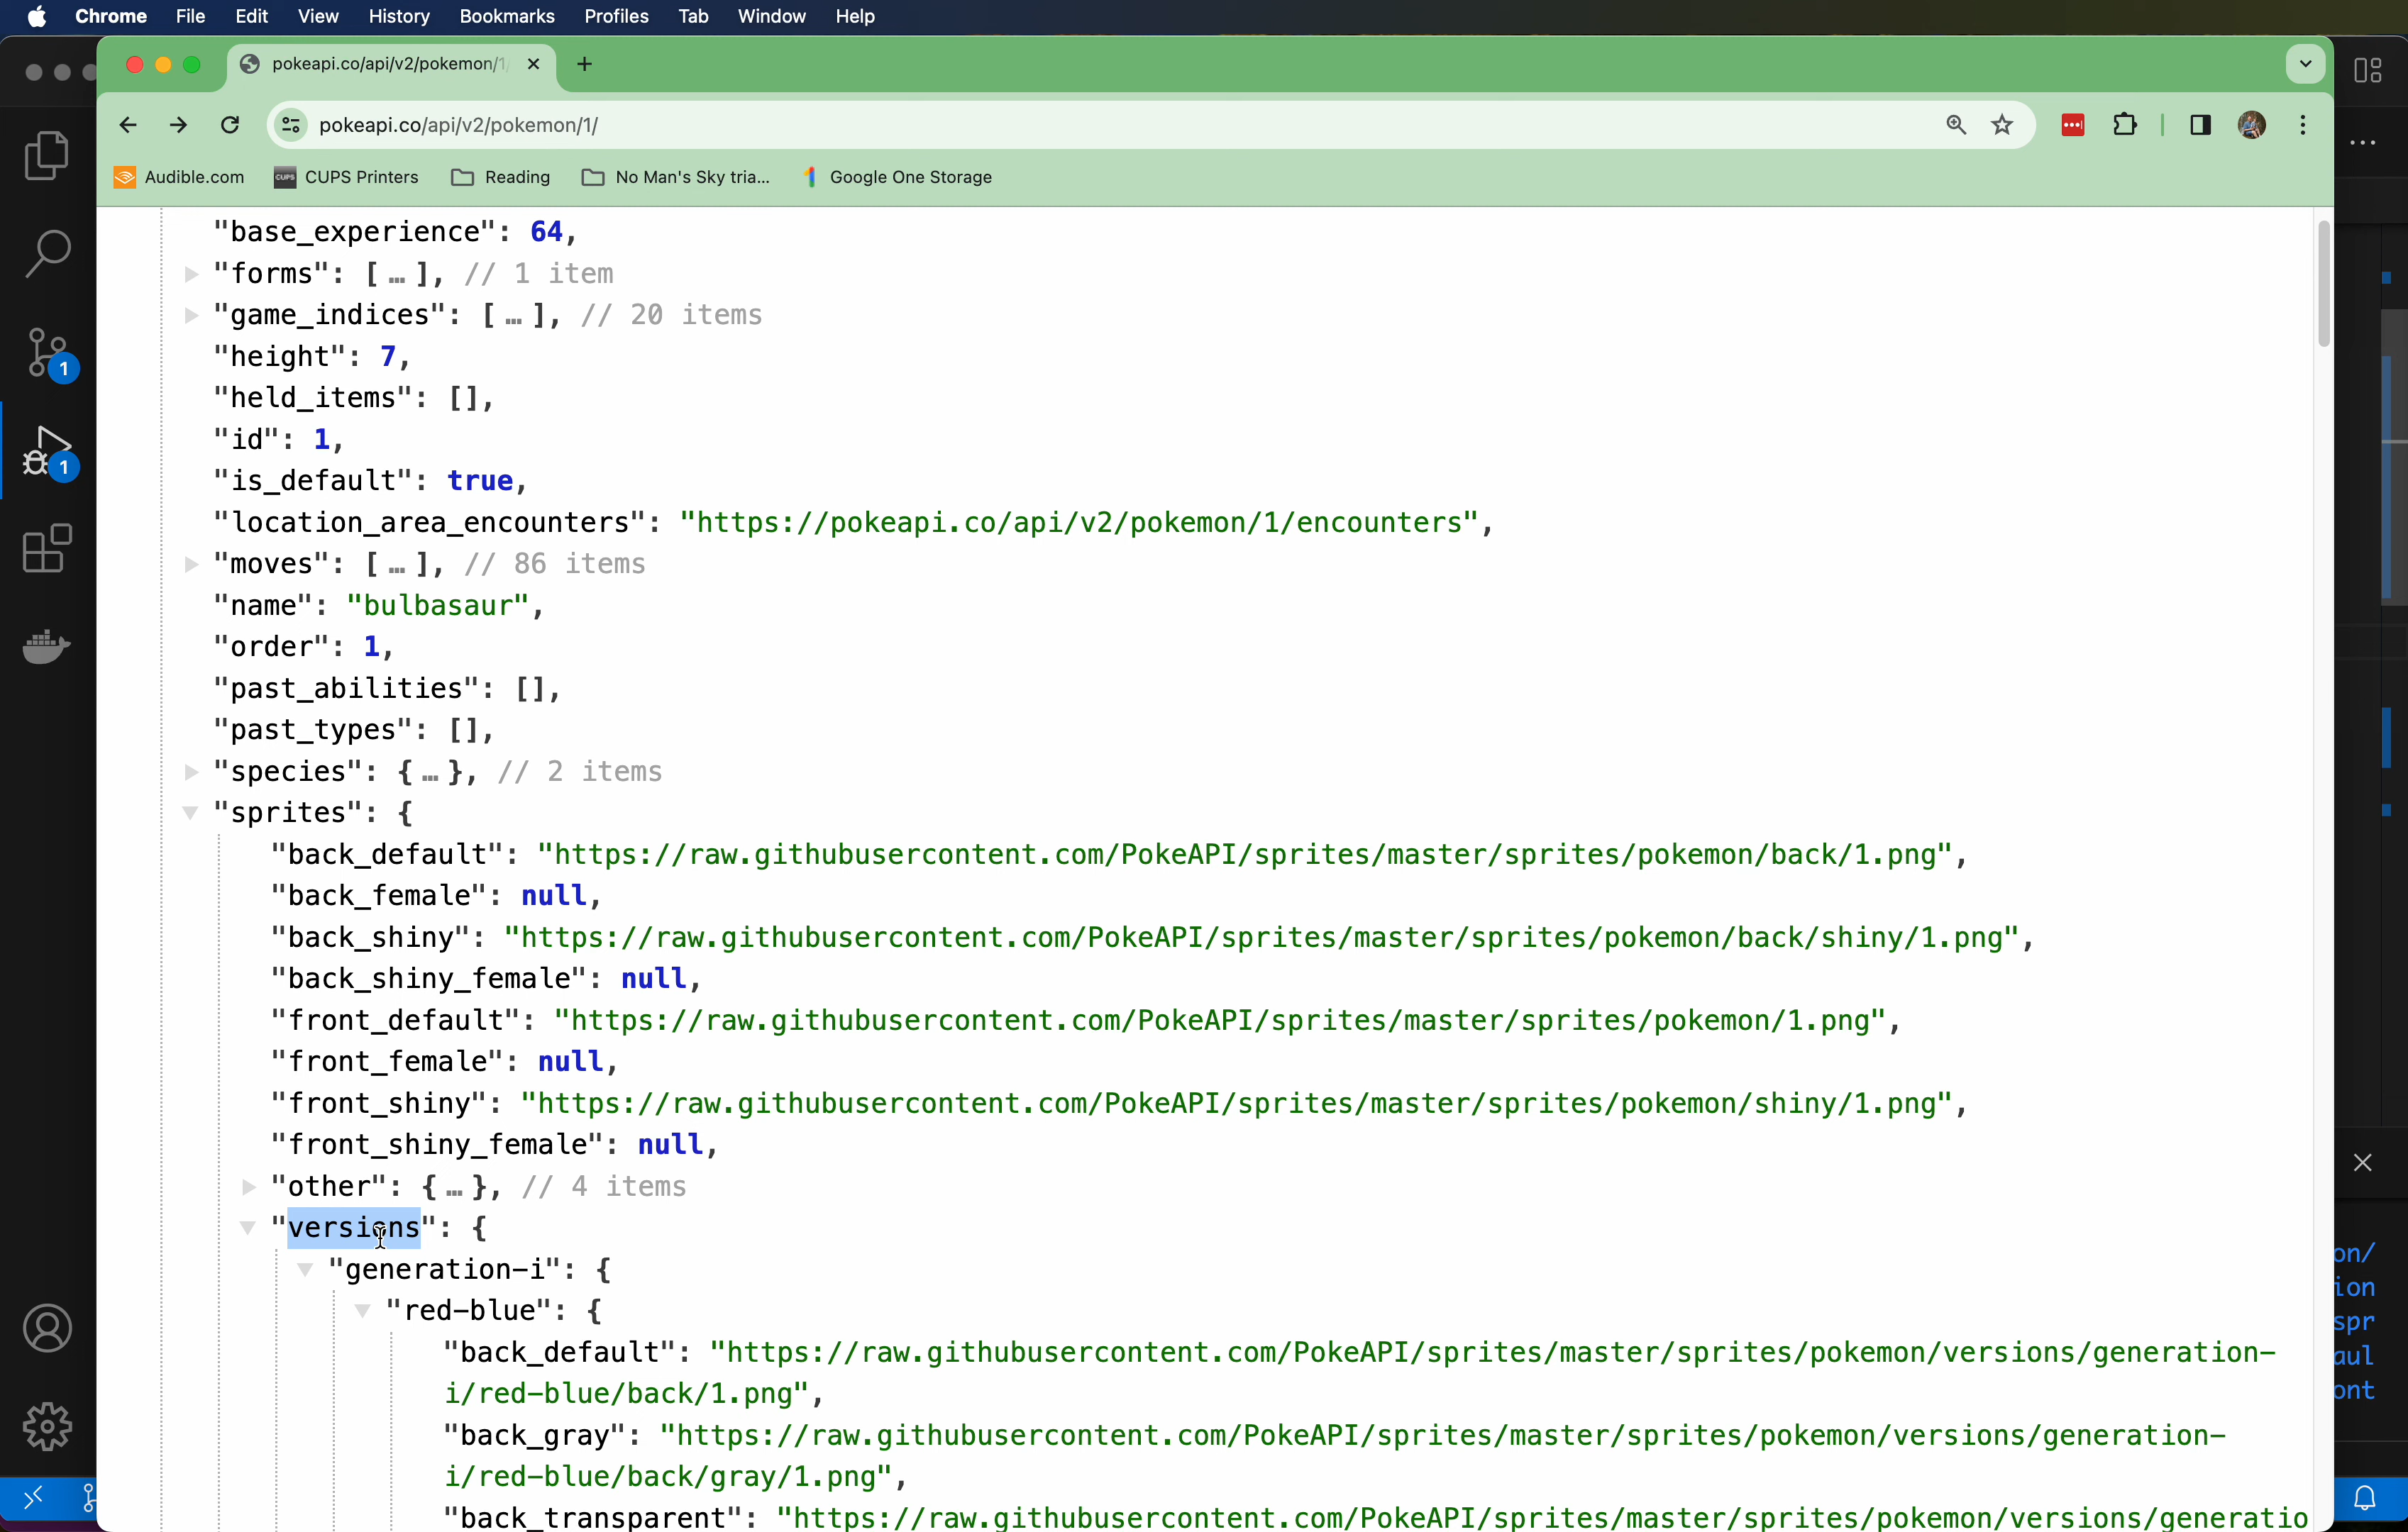 Chrome File Edit View History Bookmarks Profiles Tab Window Help
pokeapi.co/api/v2/pokemon/1/
pokeapi.co/api/v2/pokemon/1/
Audible.com CUPS Printers Reading No Man's Sky tria... Google One Storage
"base_experience": 64,
"forms": [ … ], // 1 item
"game_indices": [ … ], // 20 items
"height": 7,
"held_items": [],
"id": 1,
"is_default": true,
"location_area_encounters": "https://pokeapi.co/api/v2/pokemon/1/encounters",
"moves": [ … ], // 86 items
"name": "bulbasaur",
"order": 1,
"past_abilities": [],
"past_types": [],
"species": { … }, // 2 items
"sprites": {
"back_default": "https://raw.githubusercontent.com/PokeAPI/sprites/master/sprites/pokemon/back/1.png",
"back_female": null,
"back_shiny": "https://raw.githubusercontent.com/PokeAPI/sprites/master/sprites/pokemon/back/shiny/1.png",
"back_shiny_female": null,
"front_default": "https://raw.githubusercontent.com/PokeAPI/sprites/master/sprites/pokemon/1.png",
"front_female": null,
"front_shiny": "https://raw.githubusercontent.com/PokeAPI/sprites/master/sprites/pokemon/shiny/1.png",
"front_shiny_female": null,
"other": { … }, // 4 items
"versions": {
"generation-i": {
"red-blue": {
"back_default": "https://raw.githubusercontent.com/PokeAPI/sprites/master/sprites/pokemon/versions/generation-
i/red-blue/back/1.png",
"back_gray": "https://raw.githubusercontent.com/PokeAPI/sprites/master/sprites/pokemon/versions/generation-
i/red-blue/back/gray/1.png",
"back_transparent": "https://raw.githubusercontent.com/PokeAPI/sprites/master/sprites/pokemon/versions/generatio
1
1
CUPS
on/
ion
spr
aul
ont